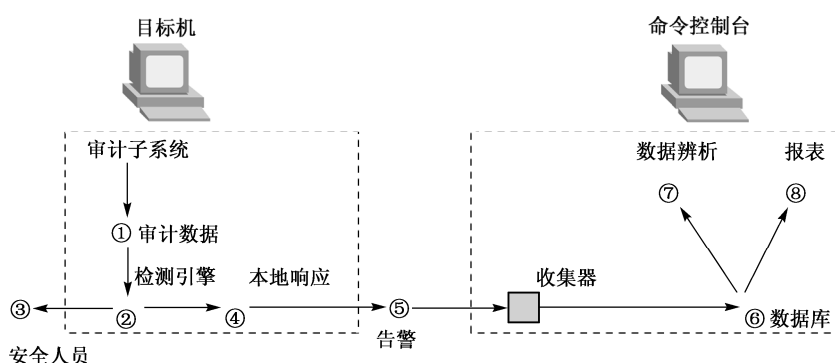 目标机
命令控制台
审计子系统
数据辨析
报表
⑦
⑧
①审计数据
检测引擎
本地响应
收集器
③
②
④
⑤
⑥数据库
告警
安全人员